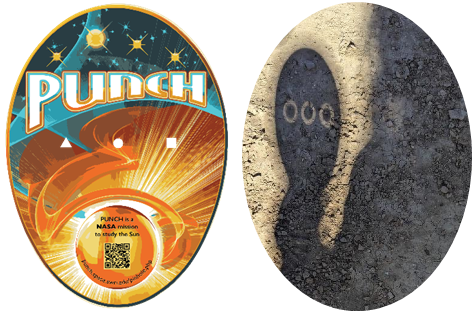 PUNCH
PUNCH is a
NASA mission
to study the Sun